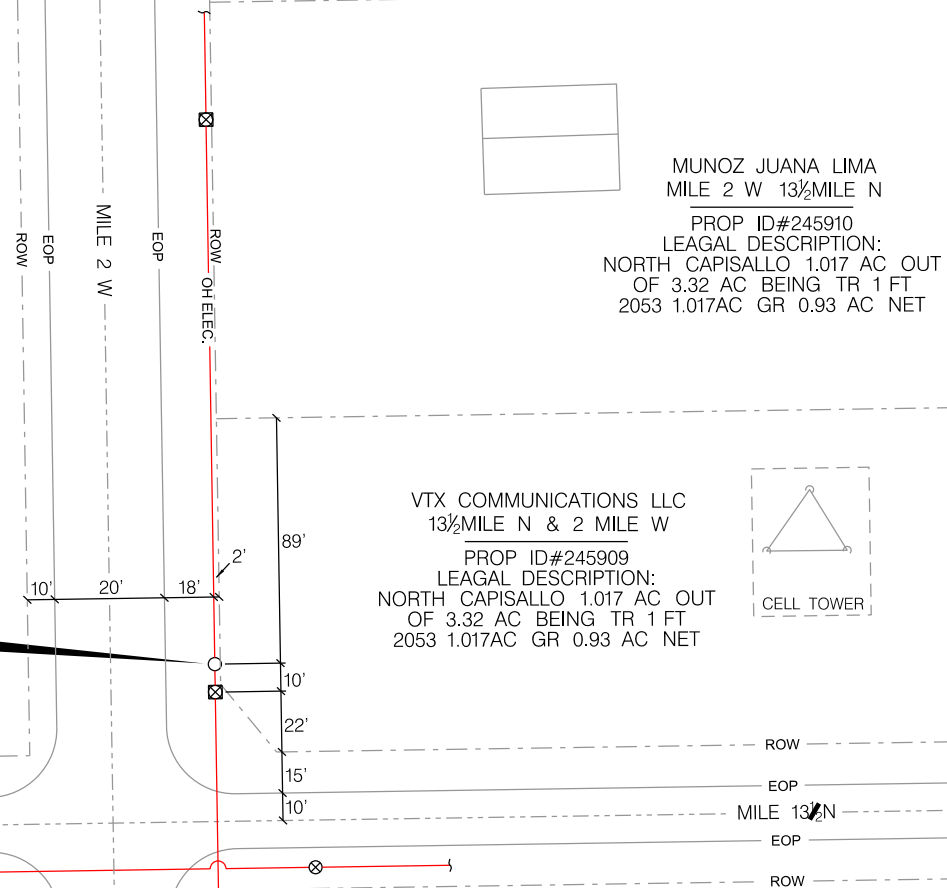 MUNOZ JUANA LIMA
MILE 2 W 13½MILE N
PROP ID#245910
LEAGAL DESCRIPTION:
NORTH CAPISALLO 1.017 AC OUT
OF 3.32 AC BEING TR 1 FT
2053 1.017AC GR 0.93 AC NET
ROW
EOP
MILE 2 W
EOP
ROW
OH ELEC.
VTX COMMUNICATIONS LLC
13½MILE N & 2 MILE W
PROP ID#245909
LEAGAL DESCRIPTION:
NORTH CAPISALLO 1.017 AC OUT
OF 3.32 AC BEING TR 1 FT
2053 1.017AC GR 0.93 AC NET
CELL TOWER
89'
2'
10'
20'
18'
10'
22'
15'
10'
ROW
EOP
MILE 13½N
EOP
ROW